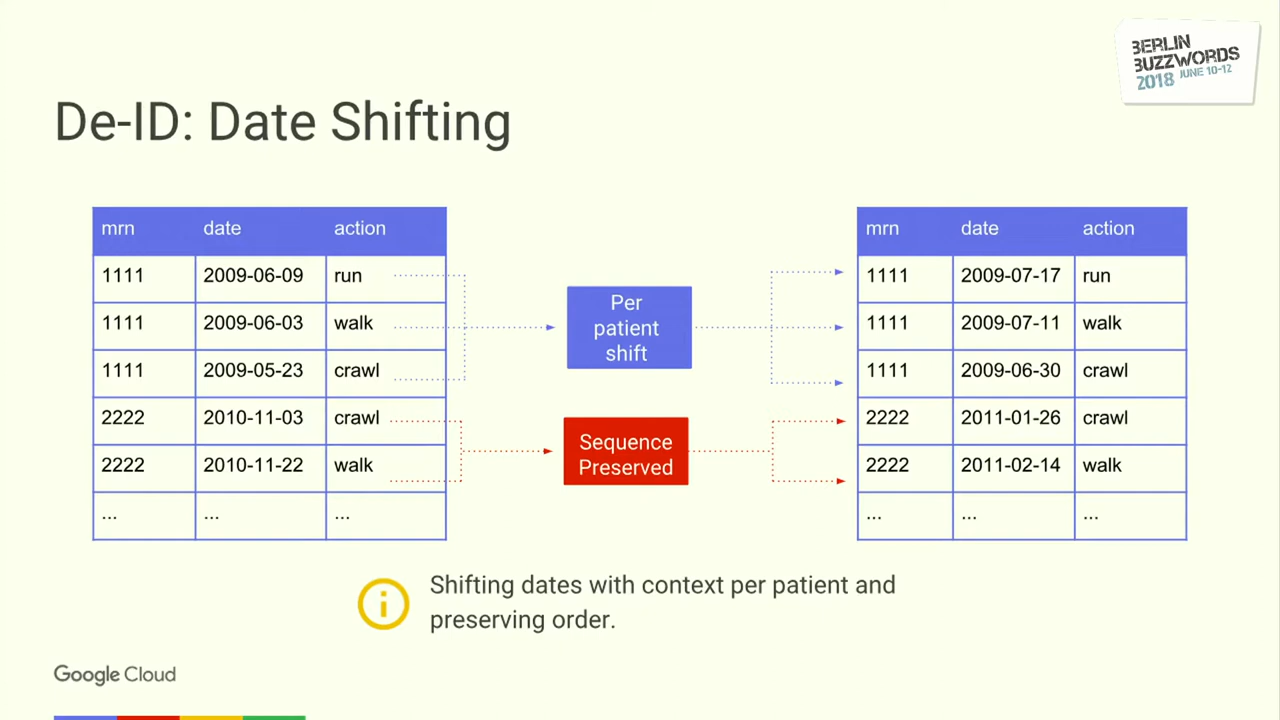 BERLIN
BUZZWORDS
2018 JUNE 10-12
De-ID: Date Shifting
mrn date action
1111 2009-06-09 run
1111 2009-06-03 walk
1111 2009-05-23 crawl
2222 2010-11-03 crawl
2222 2010-11-22 walk
... ... ...
Per
patient
shift
Sequence
Preserved
mrn date action
1111 2009-07-17 run
1111 2009-07-11 walk
1111 2009-06-30 crawl
2222 2011-01-26 crawl
2222 2011-02-14 walk
... ... ...
Shifting dates with context per patient and
preserving order.
Google Cloud